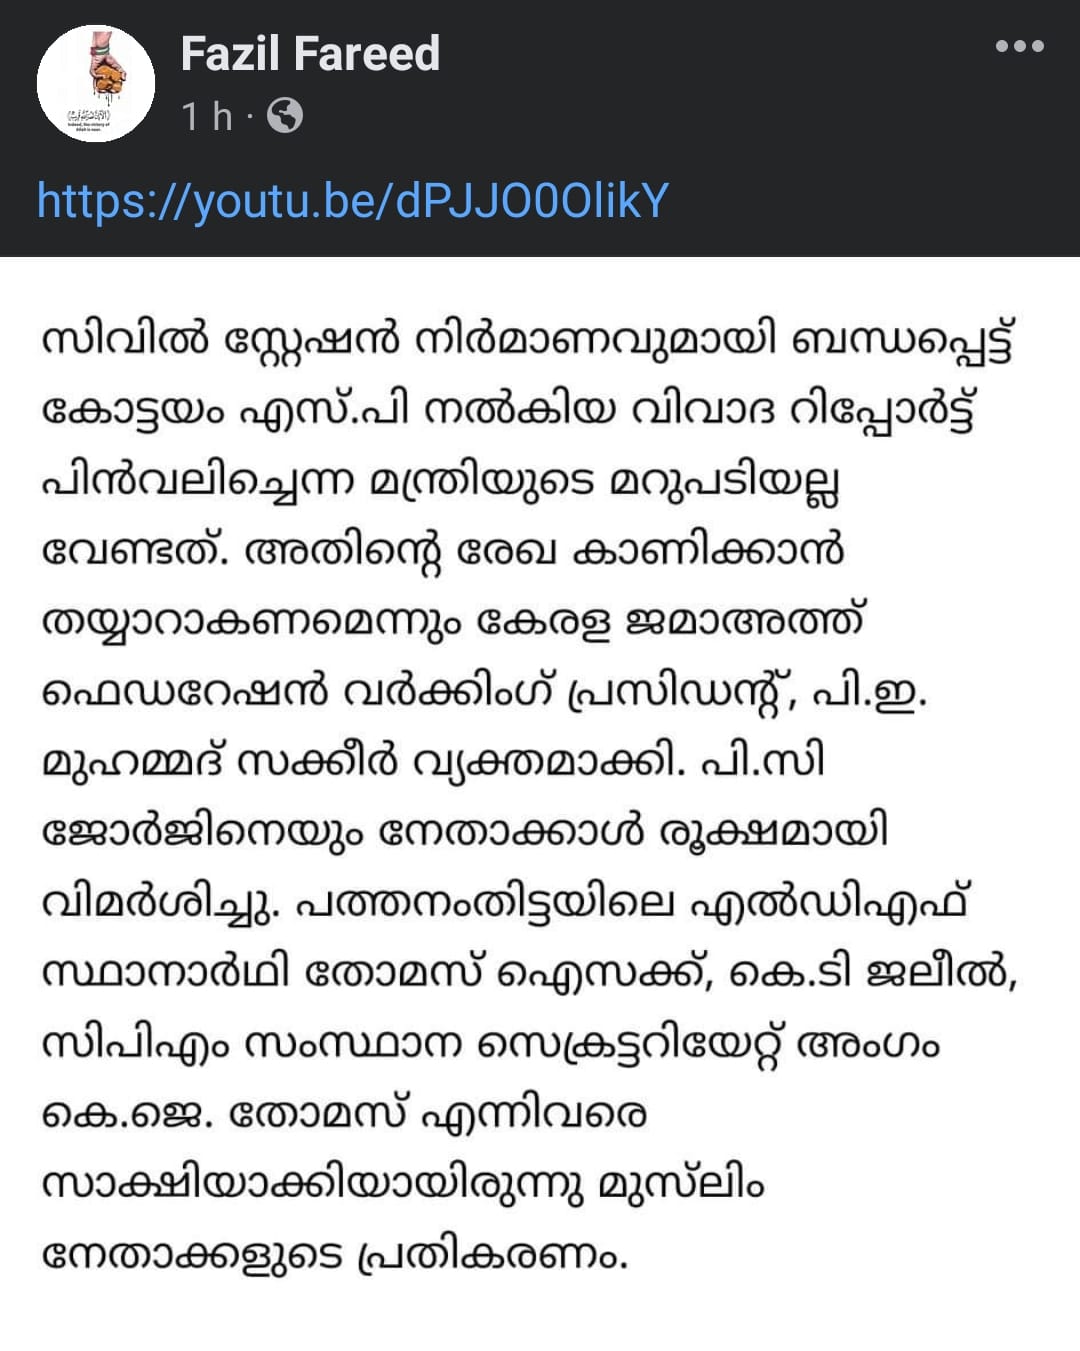 Fazil Fareed
1 h ·
https://youtu.be/dPJJO0OlikY
സിവിൽ സ്റ്റേഷൻ നിർമാണവുമായി ബന്ധപ്പെട്ട്
കോട്ടയം എസ്.പി നൽകിയ വിവാദ റിപ്പോർട്ട്
പിൻവലിച്ചെന്ന മന്ത്രിയുടെ മറുപടിയല്ല
വേണ്ടത്. അതിന്റെ രേഖ കാണിക്കാൻ
തയ്യാറാകണമെന്നും കേരള ജമാഅത്ത്
ഫെഡറേഷൻ വർക്കിംഗ് പ്രസിഡന്റ്, പി.ഇ.
മുഹമ്മദ് സക്കീർ വ്യക്തമാക്കി. പി.സി
ജോർജിനെയും നേതാക്കാൾ രൂക്ഷമായി
വിമർശിച്ചു. പത്തനംതിട്ടയിലെ എൽഡിഎഫ്
സ്ഥാനാർഥി തോമസ് ഐസക്ക്, കെ.ടി ജലീൽ,
സിപിഎം സംസ്ഥാന സെക്രട്ടറിയേറ്റ് അംഗം
കെ.ജെ. തോമസ് എന്നിവരെ
സാക്ഷിയാക്കിയായിരുന്നു മുസ്‌ലിം
നേതാക്കളുടെ പ്രതികരണം.